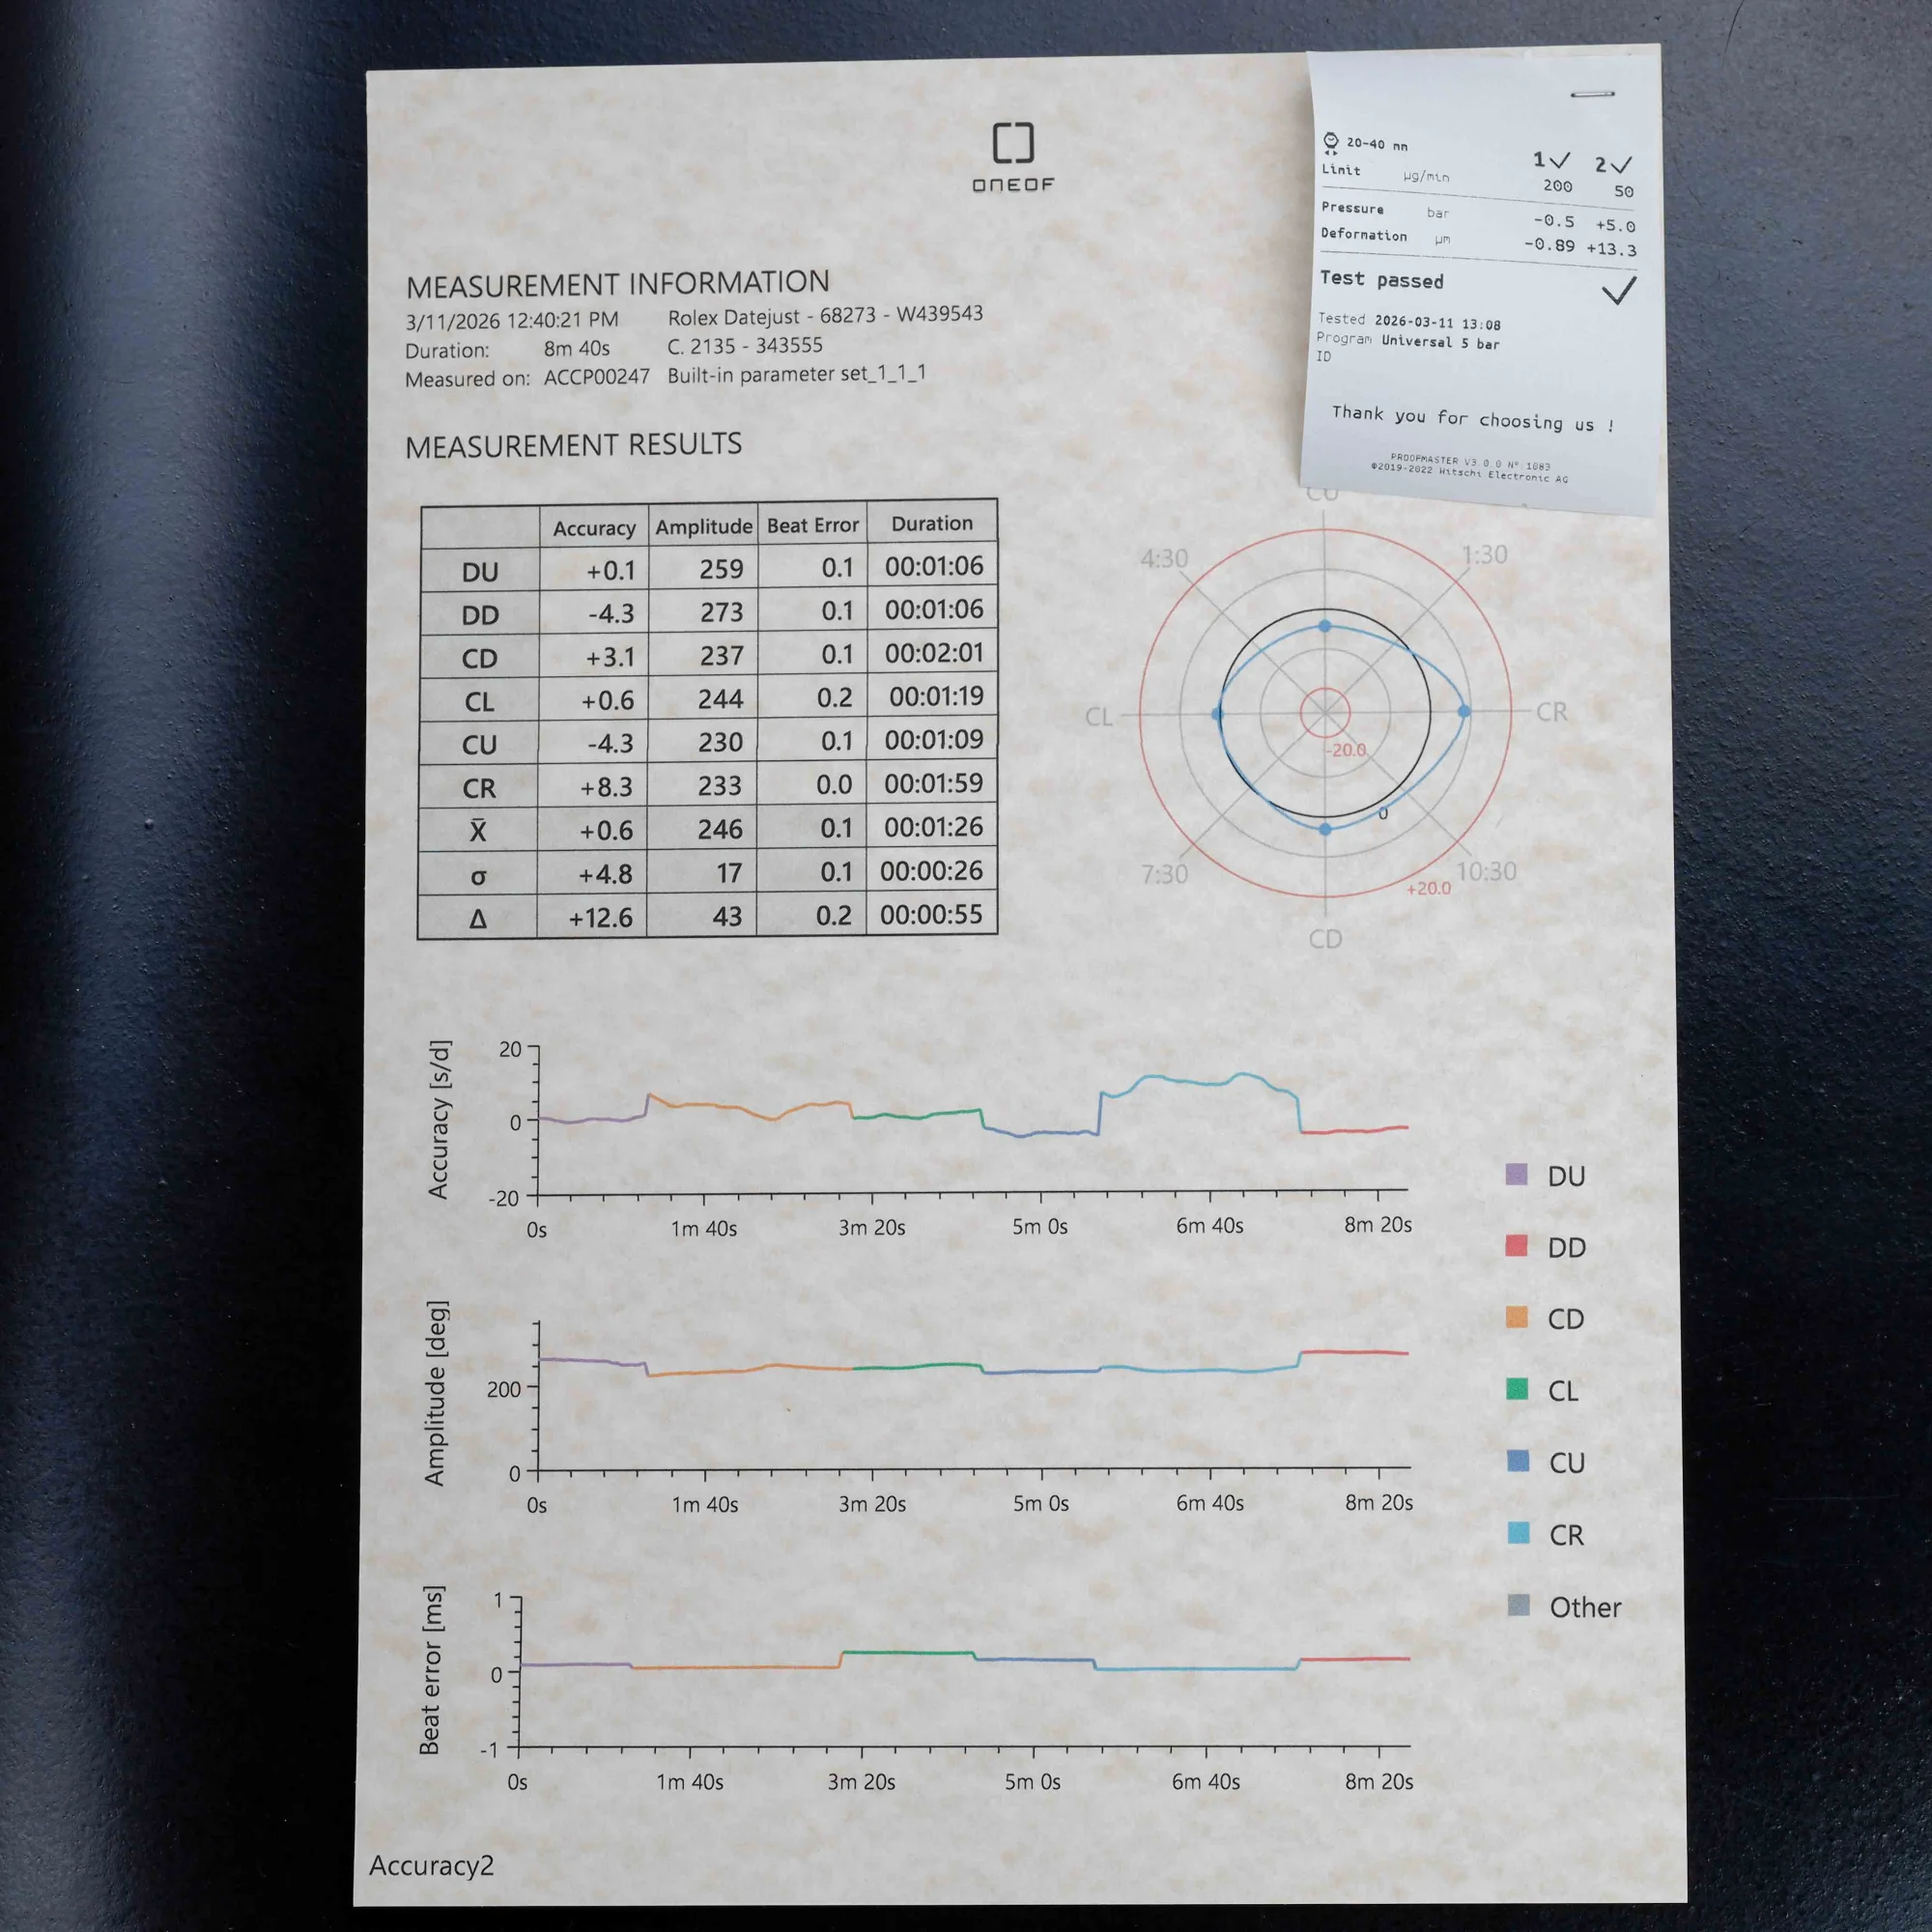 ONEOF
20-40 mm
1✓ 2✓
Limit µg/min 200 50
Pressure bar -0.5 +5.0
Deformation µm -0.89 +13.3
Test passed ✓
Tested 2026-03-11 13:08
Program Universal 5 bar
ID
Thank you for choosing us !
PROOFMASTER V3.0.0 N° 1083
©2019-2022 Witschi Electronic AG
MEASUREMENT INFORMATION
3/11/2026 12:40:21 PM Rolex Datejust - 68273 - W439543
Duration: 8m 40s C. 2135 - 343555
Measured on: ACCP00247 Built-in parameter set_1_1_1
MEASUREMENT RESULTS
Accuracy Amplitude Beat Error Duration
DU +0.1 259 0.1 00:01:06
DD -4.3 273 0.1 00:01:06
CD +3.1 237 0.1 00:02:01
CL +0.6 244 0.2 00:01:19
CU -4.3 230 0.1 00:01:09
CR +8.3 233 0.0 00:01:59
X̄ +0.6 246 0.1 00:01:26
σ +4.8 17 0.1 00:00:26
Δ +12.6 43 0.2 00:00:55
CU
4:30 1:30
CL CR
-20.0
0
7:30 10:30
+20.0
CD
Accuracy [s/d]
20
0
-20
0s 1m 40s 3m 20s 5m 0s 6m 40s 8m 20s
Amplitude [deg]
200
0
0s 1m 40s 3m 20s 5m 0s 6m 40s 8m 20s
Beat error [ms]
1
0
-1
0s 1m 40s 3m 20s 5m 0s 6m 40s 8m 20s
DU
DD
CD
CL
CU
CR
Other
Accuracy2